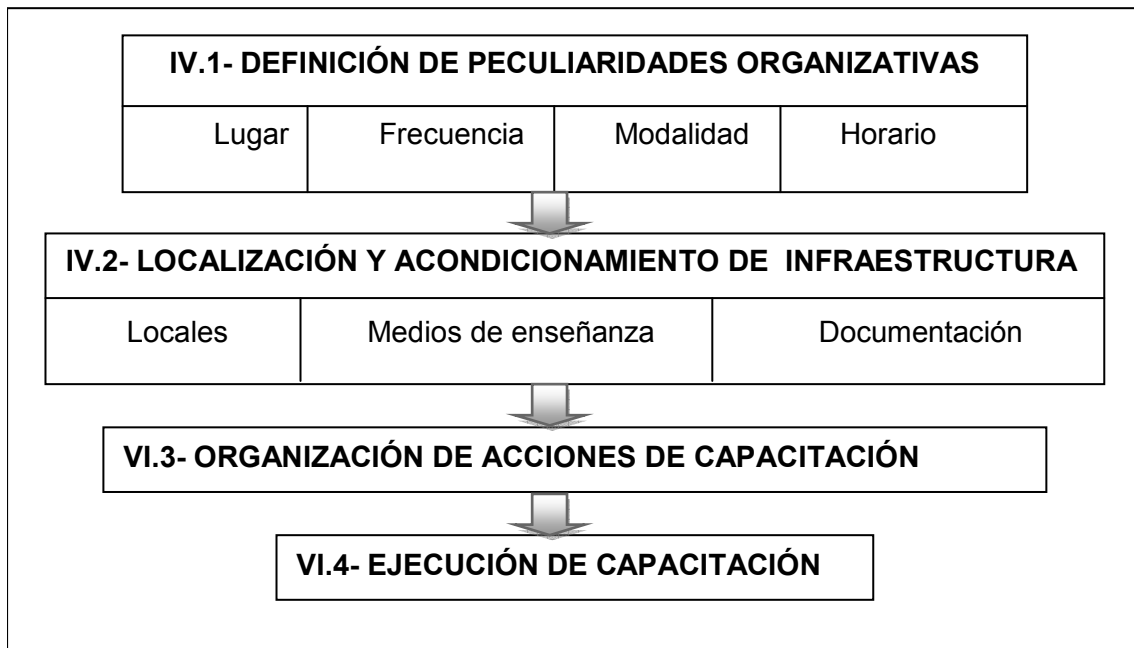 IV.1- DEFINICIÓN DE PECULIARIDADES ORGANIZATIVAS
Lugar Frecuencia Modalidad Horario
IV.2- LOCALIZACIÓN Y ACONDICIONAMIENTO DE INFRAESTRUCTURA
Locales Medios de enseñanza Documentación
VI.3- ORGANIZACIÓN DE ACCIONES DE CAPACITACIÓN
VI.4- EJECUCIÓN DE CAPACITACIÓN